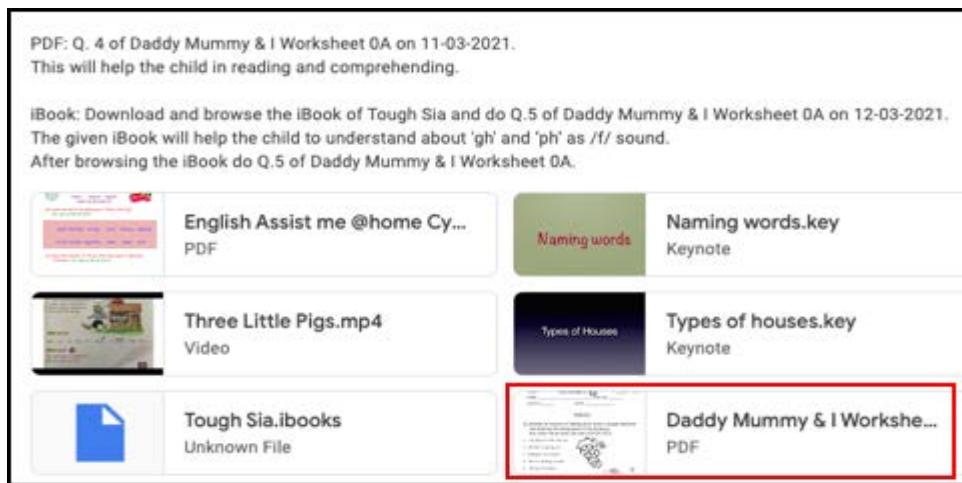 PDF: Q. 4 of Daddy Mummy & I Worksheet 0A on 11-03-2021.
This will help the child in reading and comprehending.
iBook: Download and browse the iBook of Tough Sia and do Q.5 of Daddy Mummy & I Worksheet 0A on 12-03-2021.
The given iBook will help the child to understand about 'gh' and 'ph' as /f/ sound.
After browsing the iBook do Q.5 of Daddy Mummy & I Worksheet 0A.
English Assist me @home Cy...
PDF
Naming words
Naming words.key
Keynote
Three Little Pigs.mp4
Video
Types of Houses
Types of houses.key
Keynote
Tough Sia.ibooks
Unknown File
Daddy Mummy & I Workshe...
PDF